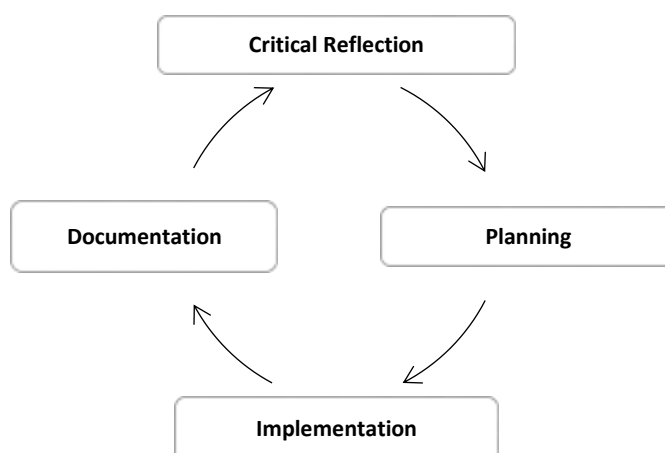 Critical Reflection
Documentation
Planning
Implementation